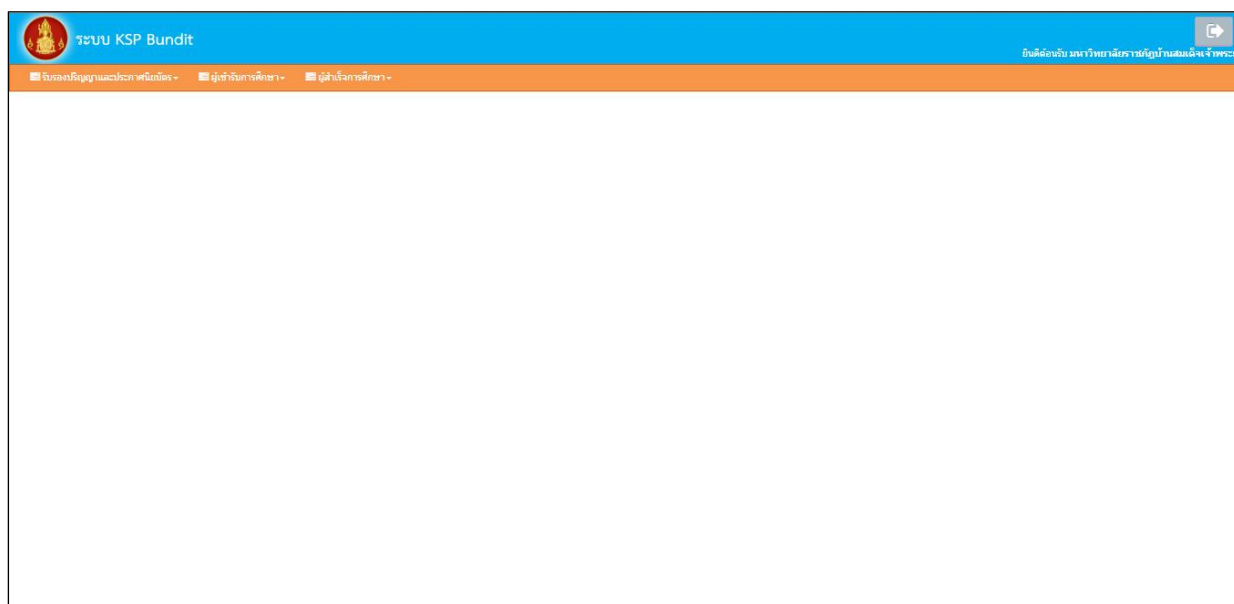 ระบบ KSP Bundit
ยินดีต้อนรับ มหาวิทยาลัยราชภัฏบ้านสมเด็จเจ้าพระย
รับรองปริญญาและประกาศนียบัตร ผู้เข้ารับการศึกษา ผู้สำเร็จการศึกษา